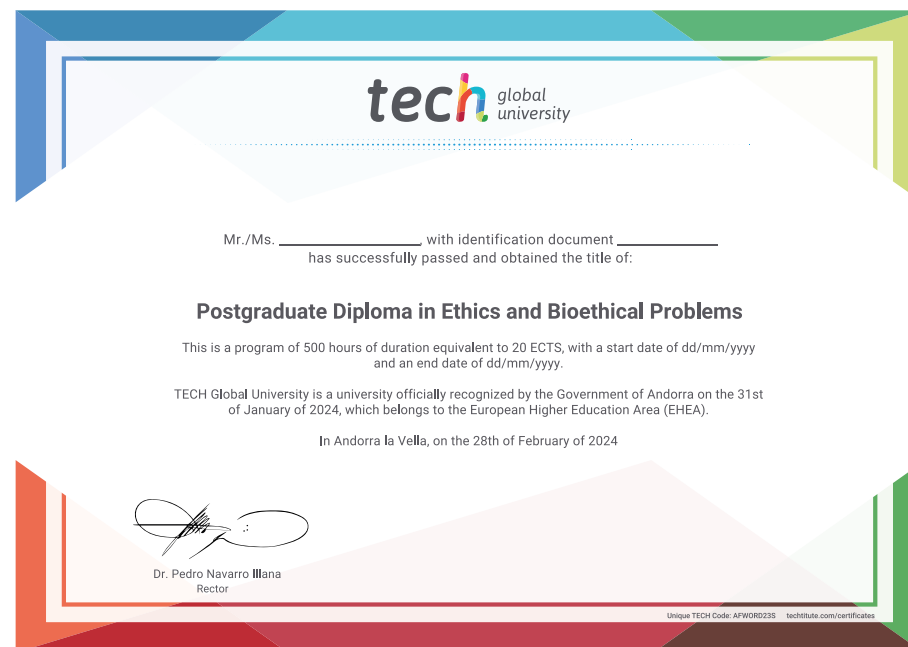 tech global
university
Mr./Ms. ____________, with identification document ____________
has successfully passed and obtained the title of:
Postgraduate Diploma in Ethics and Bioethical Problems
This is a program of 500 hours of duration equivalent to 20 ECTS, with a start date of dd/mm/yyyy
and an end date of dd/mm/yyyy.
TECH Global University is a university officially recognized by the Government of Andorra on the 31st
of January of 2024, which belongs to the European Higher Education Area (EHEA).
In Andorra la Vella, on the 28th of February of 2024
Dr. Pedro Navarro Illana
Rector
Unique TECH Code: AFWORD23S techtitute.com/certificates